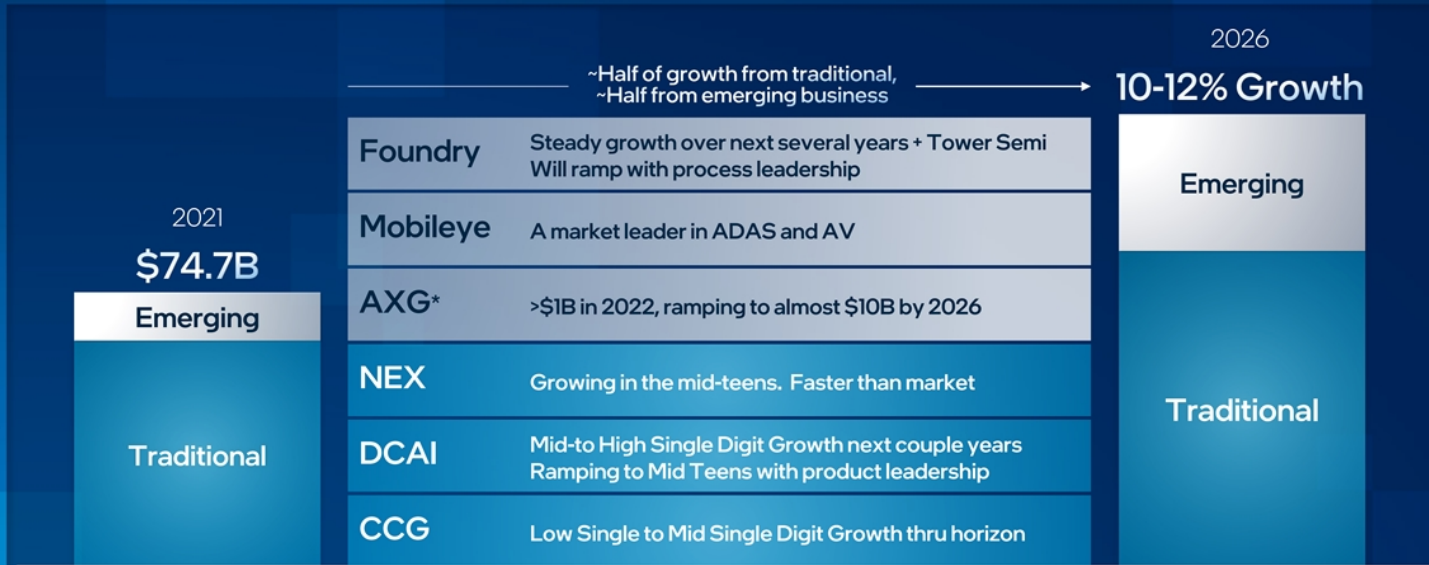 2021
$74.7B
Emerging
Traditional
~Half of growth from traditional,
~Half from emerging business
Foundry
Steady growth over next several years + Tower Semi
Will ramp with process leadership
Mobileye
A market leader in ADAS and AV
AXG*
>$1B in 2022, ramping to almost $10B by 2026
NEX
Growing in the mid-teens. Faster than market
DCAI
Mid-to High Single Digit Growth next couple years
Ramping to Mid Teens with product leadership
CCG
Low Single to Mid Single Digit Growth thru horizon
2026
10-12% Growth
Emerging
Traditional